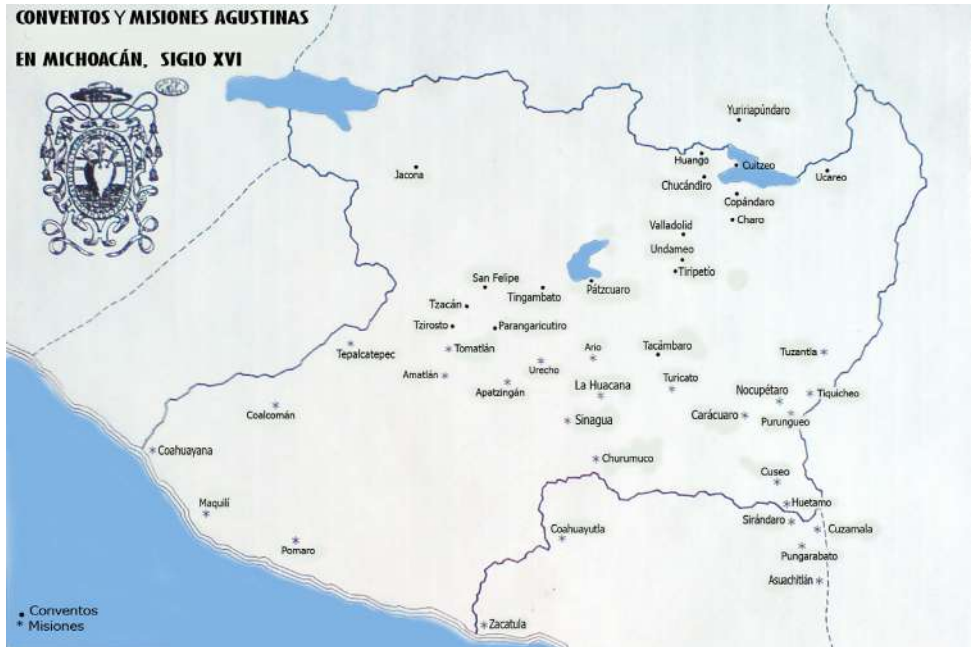 CONVENTOS Y MISIONES AGUSTINAS
EN MICHOACÁN, SIGLO XVI
Yuririapúndaro
Huango
Cuitzeo
Jacona
Chucándiro
Ucareo
Copándaro
Charo
Valladolid
Undameo
Tiripetío
San Felipe
Pátzcuaro
Tingambato
Tzacán
Tzirosto
Parangaricutiro
Tepalcatepec
Tomatlán
Ario
Tacámbaro
Tuzantla
Urecho
Amatlán
Apatzingán
La Huacana
Turicato
Nocupétaro
Tiquicheo
Coalcomán
Sinagua
Carácuaro
Purungueo
Coahuayana
Churumuco
Cuseo
Maquilí
Huetamo
Sirándaro
Cuzamala
Coahuayutla
Pomaro
Pungarabato
Asuachitlán
• Conventos
* Misiones
Zacatula